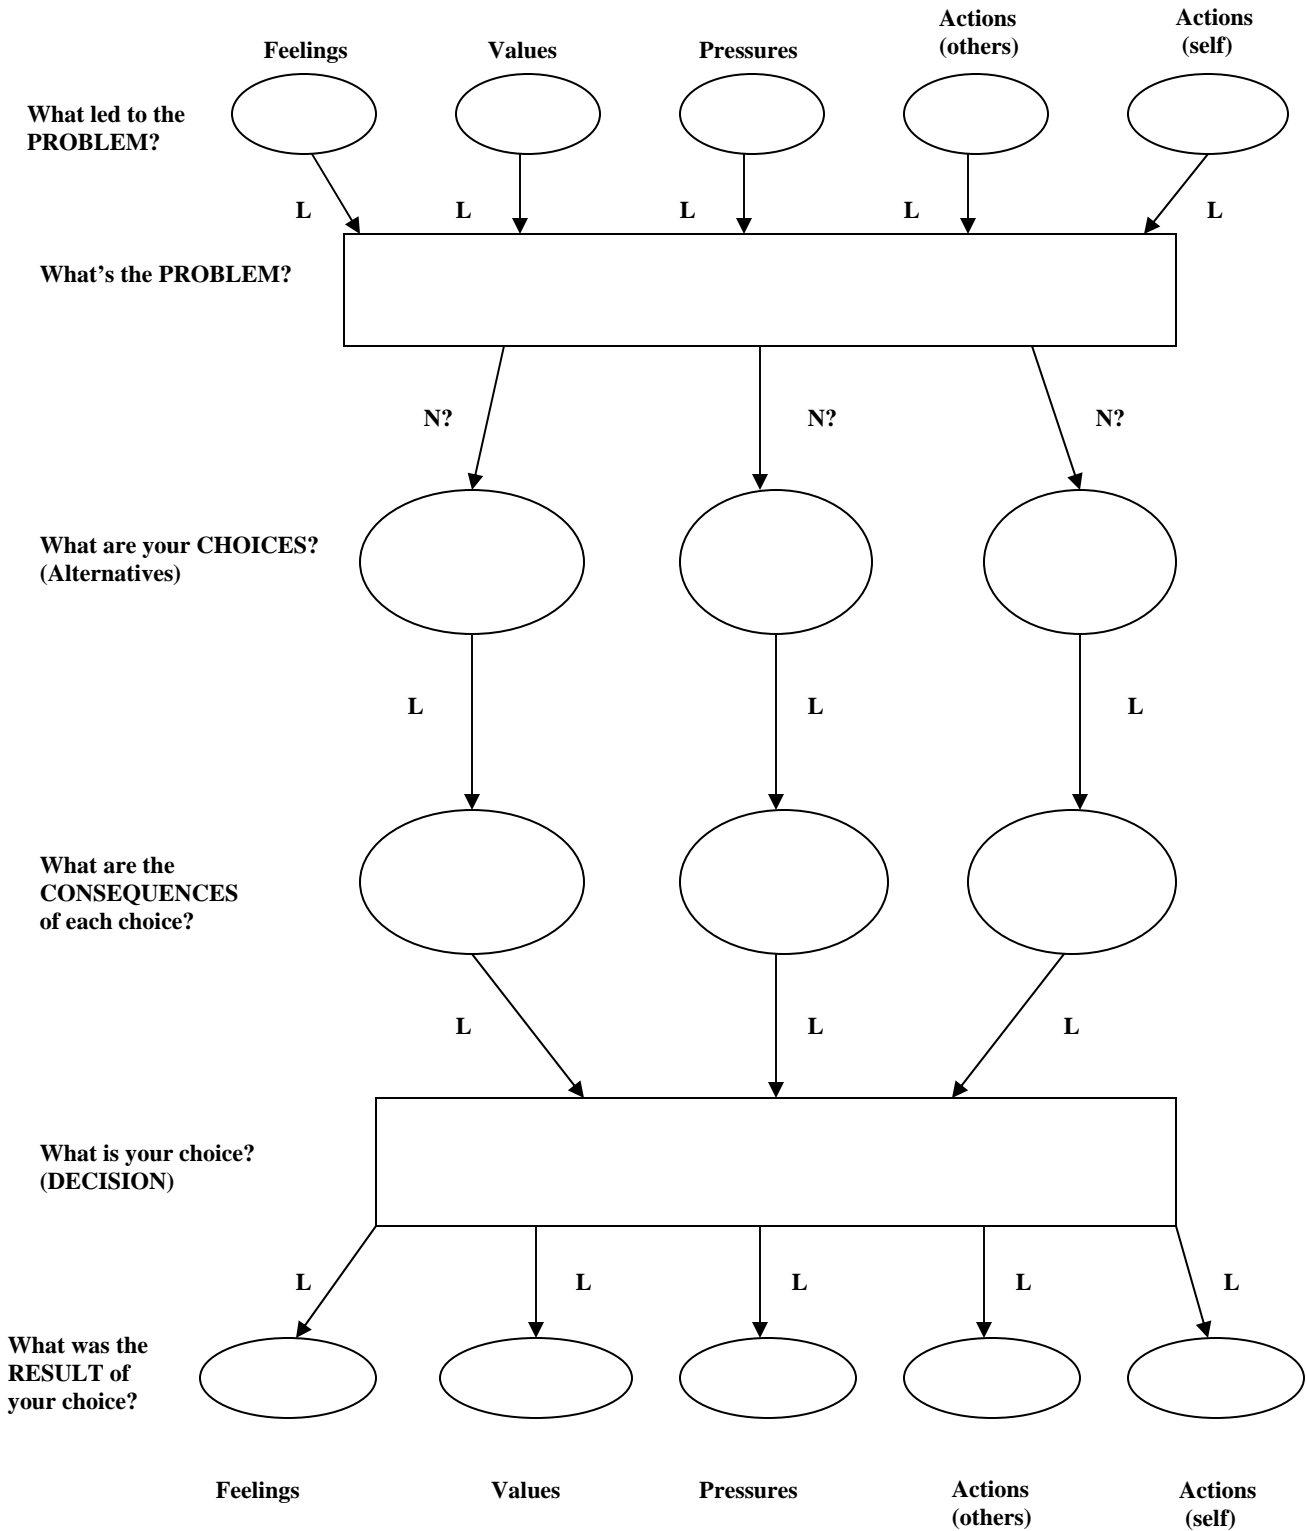 Feelings
Values
Pressures
Actions
(others)
Actions
(self)
What led to the
PROBLEM?
L
L
L
L
L
What’s the PROBLEM?
N?
N?
N?
What are your CHOICES?
(Alternatives)
L
L
L
What are the
CONSEQUENCES
of each choice?
L
L
L
What is your choice?
(DECISION)
L
L
L
L
L
What was the
RESULT of
your choice?
Feelings
Values
Pressures
Actions
(others)
Actions
(self)